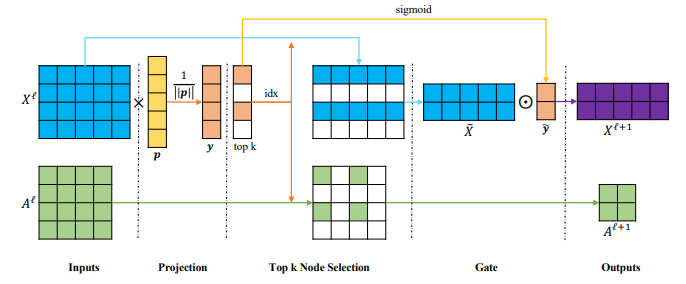 sigmoid
X^ℓ
×
1
||p||
p
y
idx
top k
X̃
⊙
ỹ
X^ℓ+1
A^ℓ
A^ℓ+1
Inputs Projection Top k Node Selection Gate Outputs